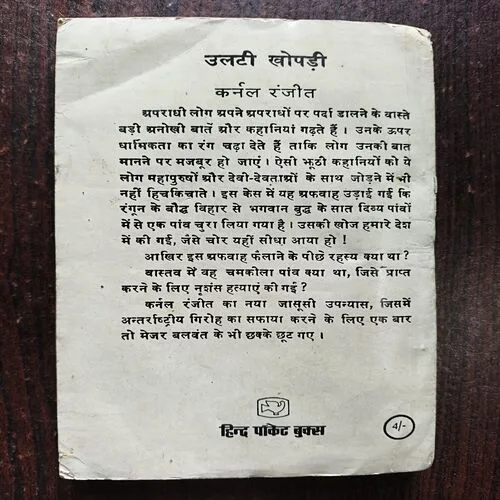 उलटी खोपड़ी
कर्नल रंजीत
अपराधी लोग अपने अपराधों पर पर्दा डालने के वास्ते
बड़ी अनोखी बातें और कहानियां गढ़ते हैं । उनके ऊपर
धार्मिकता का रंग चढ़ा देते हैं ताकि लोग उनकी बात
मानने पर मजबूर हो जाएं । ऐसी झूठी कहानियों को ये
लोग महापुरुषों और देवी-देवताओं के साथ जोड़ने में भी
नहीं हिचकिचाते । इस केस में यह अफवाह उड़ाई गई कि
रंगून के बौद्ध विहार से भगवान बुद्ध के सात दिव्य पांवों
में से एक पांव चुरा लिया गया है । उसकी खोज हमारे देश
में की गई, जैसे चोर यहीं सीधा आया हो !
आखिर इस अफवाह फैलाने के पीछे रहस्य क्या था ?
वास्तव में वह चमकीला पांव क्या था, जिसे प्राप्त
करने के लिए नृशंस हत्याएं की गईं ?
कर्नल रंजीत का नया जासूसी उपन्यास, जिसमें
अन्तर्राष्ट्रीय गिरोह का सफाया करने के लिए एक बार
तो मेजर बलवंत के भी छक्के छूट गए ।
हिन्द पॉकेट बुक्स
4/-